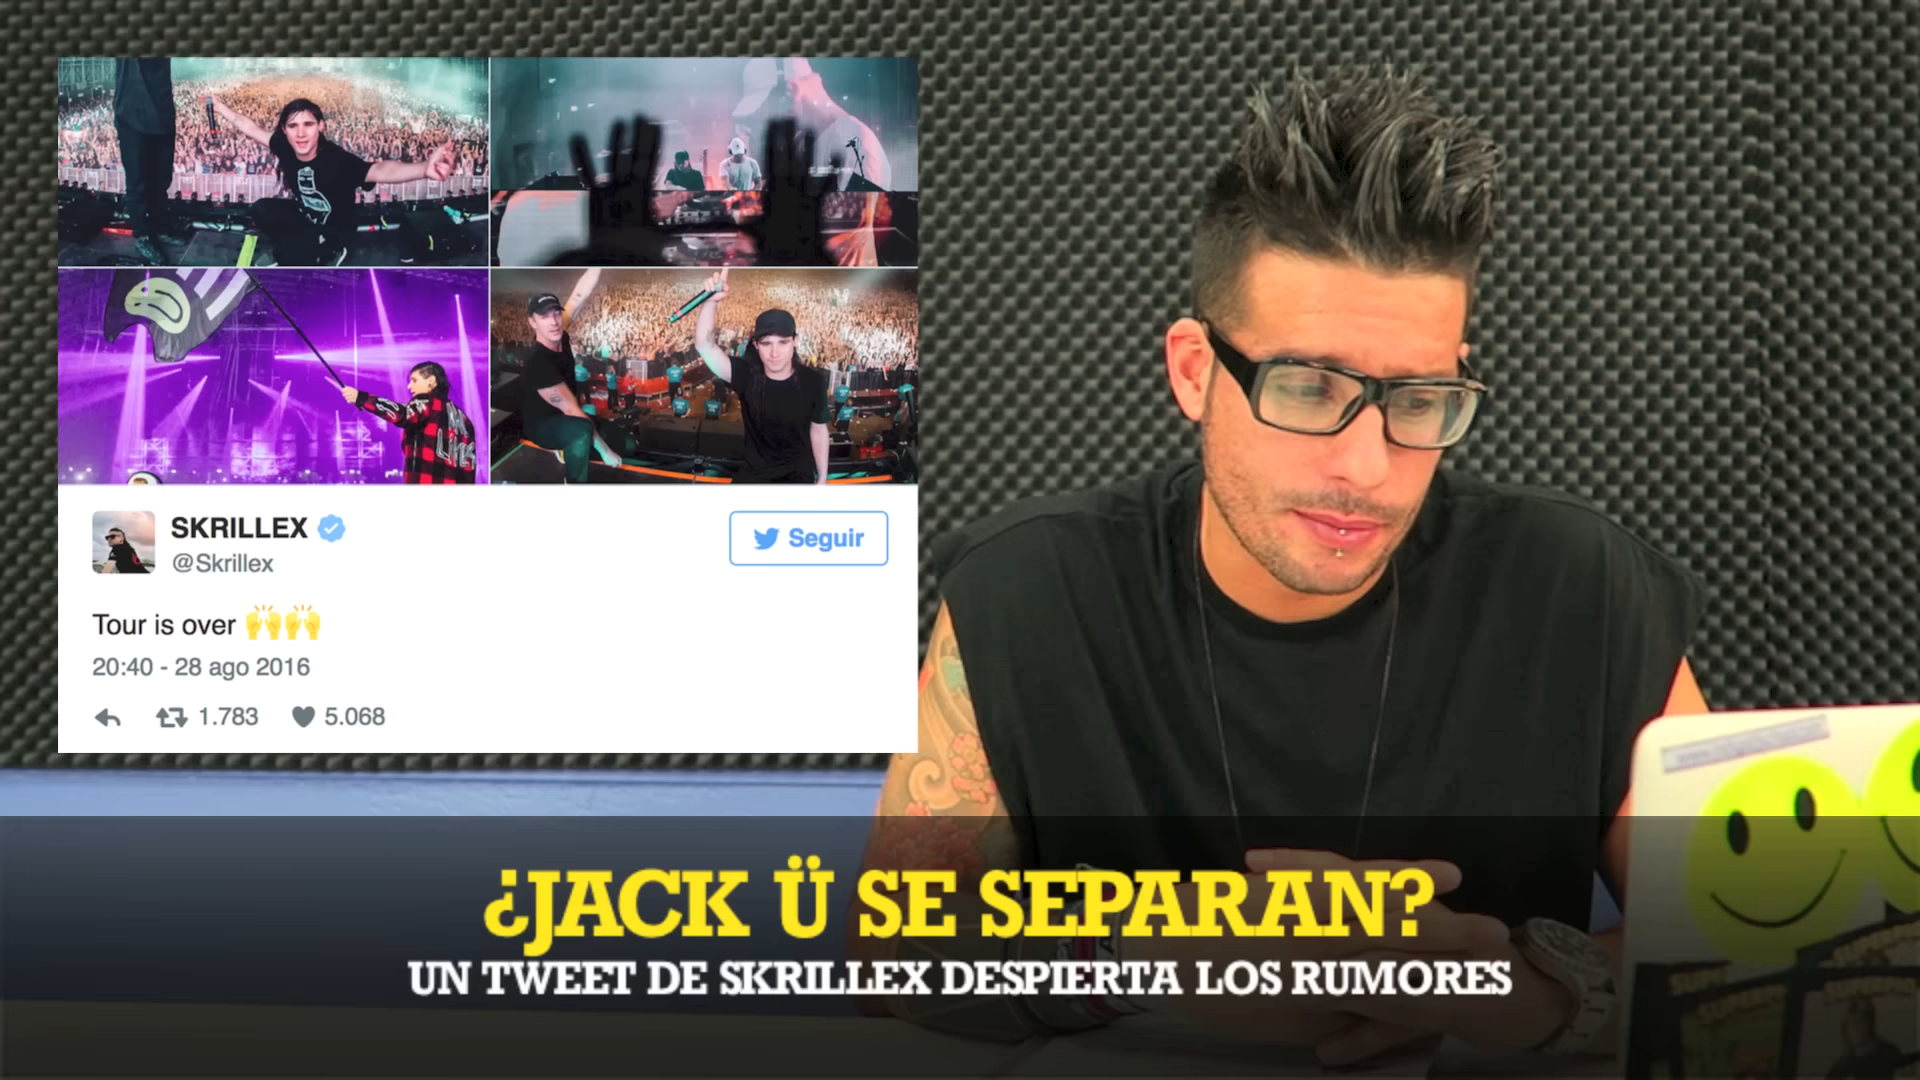 SKRILLEX
@Skrillex
Seguir
Tour is over 🙌🙌
20:40 - 28 ago 2016
1.783 5.068
¿JACK Ü SE SEPARAN?
UN TWEET DE SKRILLEX DESPIERTA LOS RUMORES